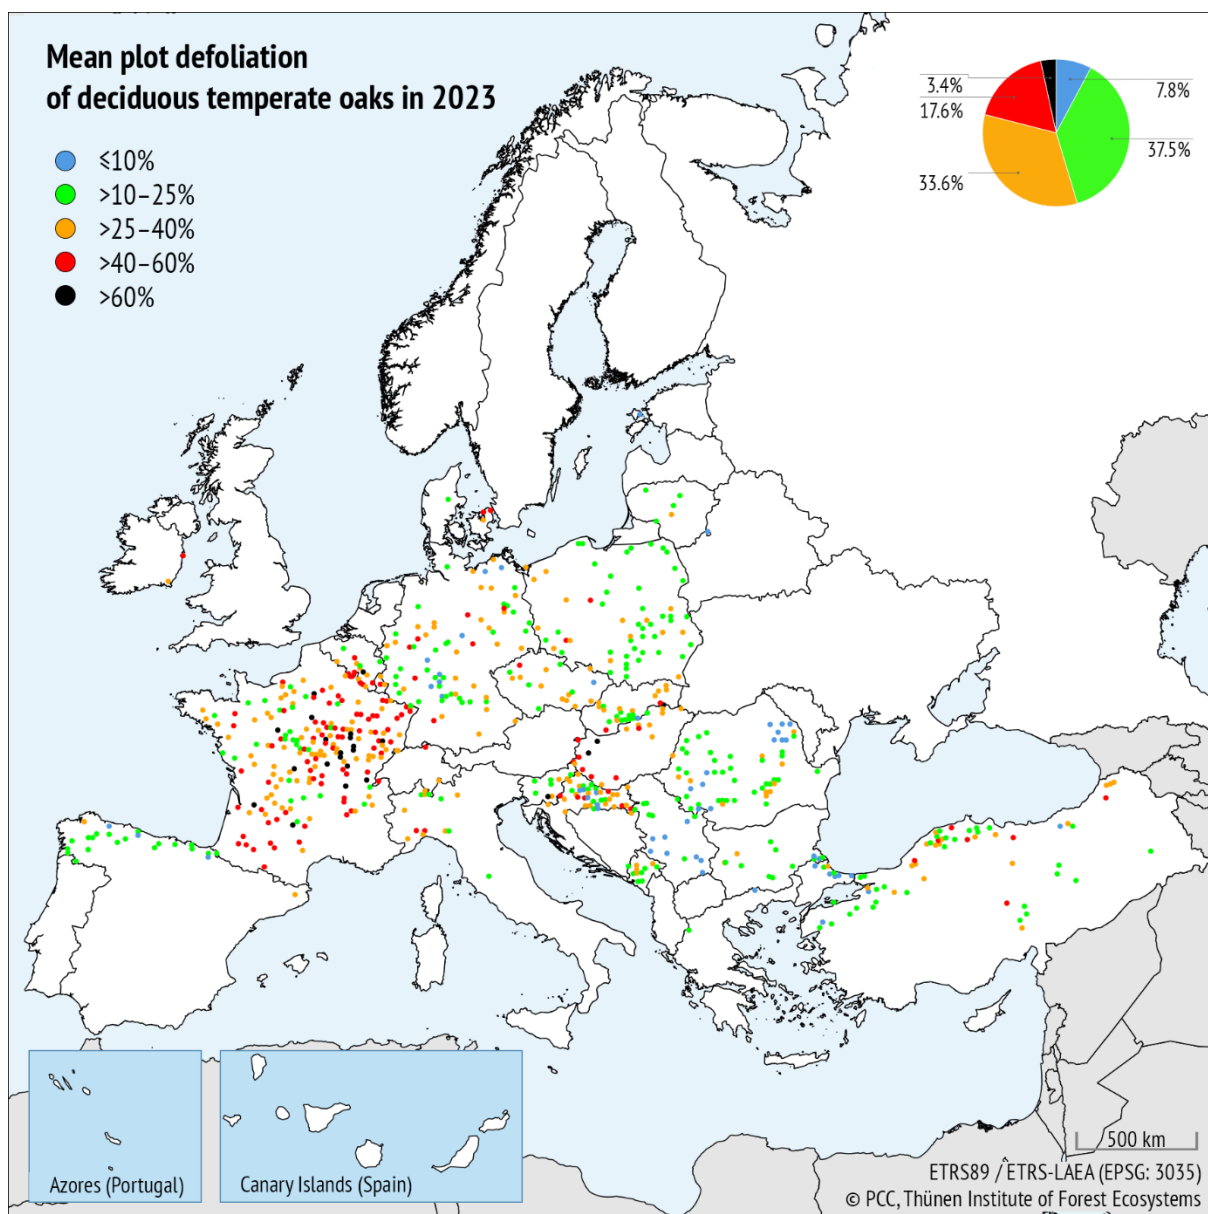 Mean plot defoliation
of deciduous temperate oaks in 2023
≤10%
>10–25%
>25–40%
>40–60%
>60%
3.4%
17.6%
7.8%
37.5%
33.6%
Azores (Portugal)
Canary Islands (Spain)
500 km
ETRS89 / ETRS-LAEA (EPSG: 3035)
© PCC, Thünen Institute of Forest Ecosystems